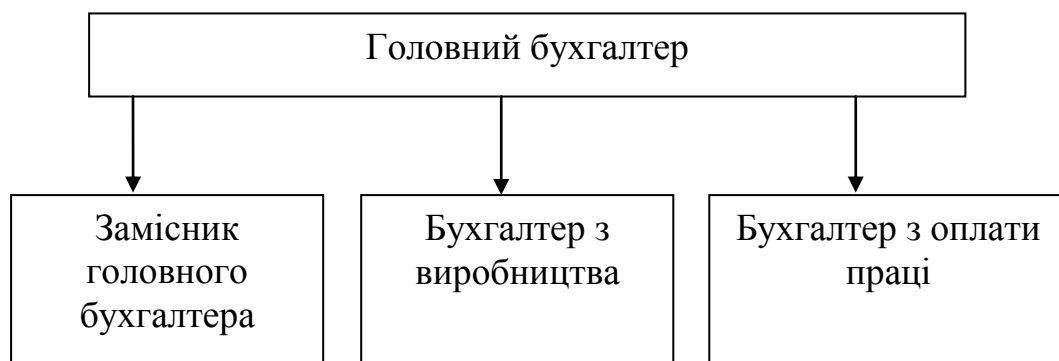 Головний бухгалтер
Замісник
головного
бухгалтера
Бухгалтер з
виробництва
Бухгалтер з оплати
праці